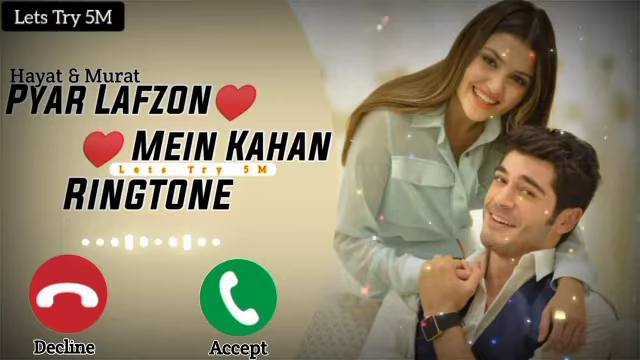 Lets Try 5M
Hayat & Murat
PYAR LAFZON
MEIN KAHAN
Lets Try 5M
RINGTONE
Decline
Accept